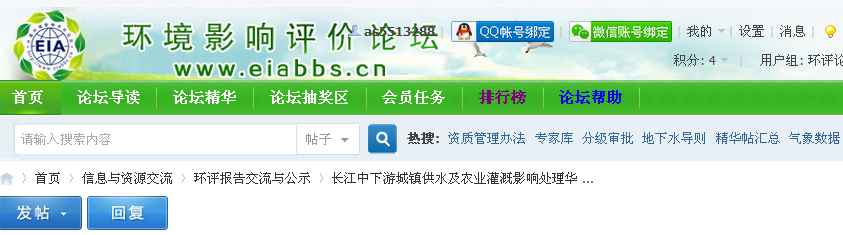 EIA
环境影响评价论坛
www.eiabbs.cn
as5513288 | QQ帐号绑定 | 微信账号绑定 | 我的 | 设置 | 消息 |
积分: 4 | 用户组: 环评论
首页 论坛导读 论坛精华 论坛抽奖区 会员任务 排行榜 论坛帮助
请输入搜索内容 帖子 热搜: 资质管理办法 专家库 分级审批 地下水导则 精华帖汇总 气象数据
首页 〉 信息与资源交流 〉 环评报告交流与公示 〉 长江中下游城镇供水及农业灌溉影响处理华 ...
发帖 回复